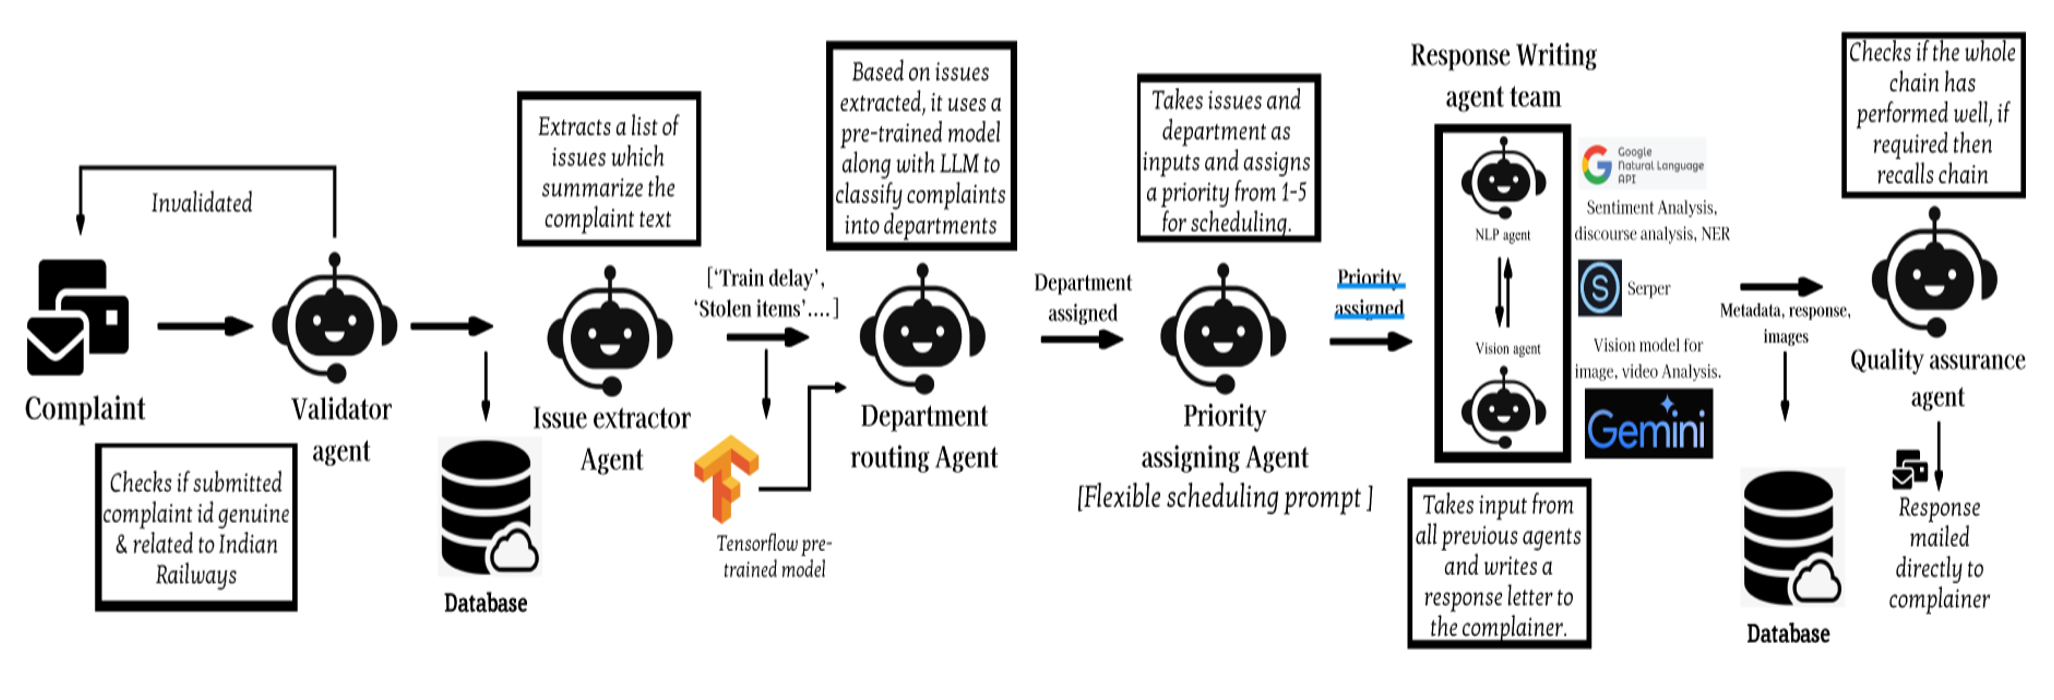 Complaint
Invalidated
Validator
agent
Checks if submitted
complaint id genuine
& related to Indian
Railways
Database
Extracts a list of
issues which
summarize the
complaint text
Issue extractor
Agent
['Train delay',
'Stolen items'....]
Tensorflow pre-
trained model
Based on issues
extracted, it uses a
pre-trained model
along with LLM to
classify complaints
into departments
Department
routing Agent
Department
assigned
Takes issues and
department as
inputs and assigns
a priority from 1-5
for scheduling.
Priority
assigning Agent
[Flexible scheduling prompt ]
Priority
assigned
Response Writing
agent team
NLP agent
Vision agent
Google
Natural Language
API
Sentiment Analysis,
discourse analysis, NER
S
Serper
Vision model for
image, video Analysis.
Gemini
Takes input from
all previous agents
and writes a
response letter to
the complainer.
Metadata, response,
images
Database
Checks if the whole
chain has
performed well, if
required then
recalls chain
Quality assurance
agent
Response
mailed
directly to
complainer